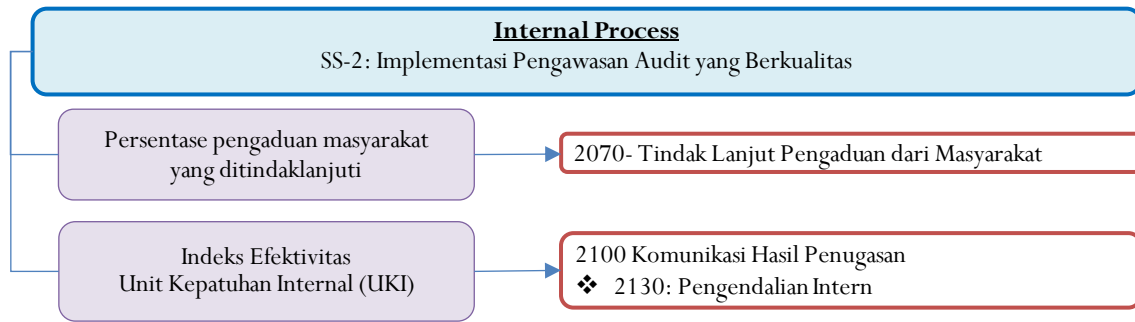 Internal Process
SS-2: Implementasi Pengawasan Audit yang Berkualitas
Persentase pengaduan masyarakat
yang ditindaklanjuti
2070- Tindak Lanjut Pengaduan dari Masyarakat
Indeks Efektivitas
Unit Kepatuhan Internal (UKI)
2100 Komunikasi Hasil Penugasan
❖ 2130: Pengendalian Intern